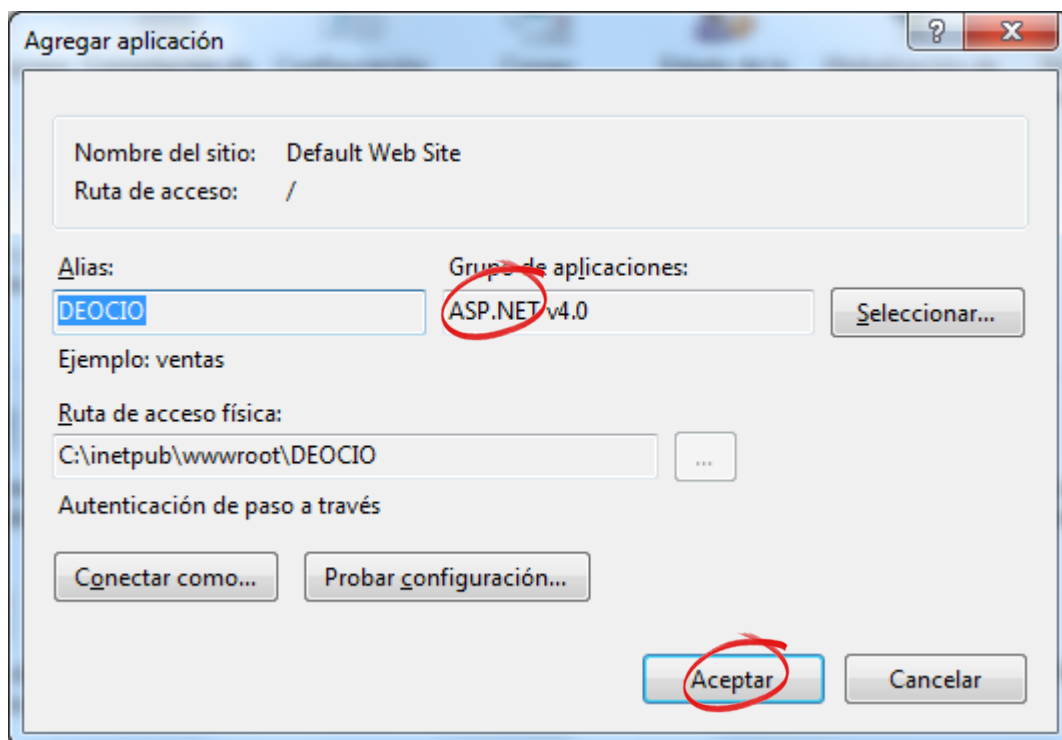 Agregar aplicación
Nombre del sitio: Default Web Site
Ruta de acceso: /
Alias: Grupo de aplicaciones:
DEOCIO ASP.NET v4.0 Seleccionar...
Ejemplo: ventas
Ruta de acceso física:
C:\inetpub\wwwroot\DEOCIO ...
Autenticación de paso a través
Conectar como... Probar configuración...
Aceptar Cancelar